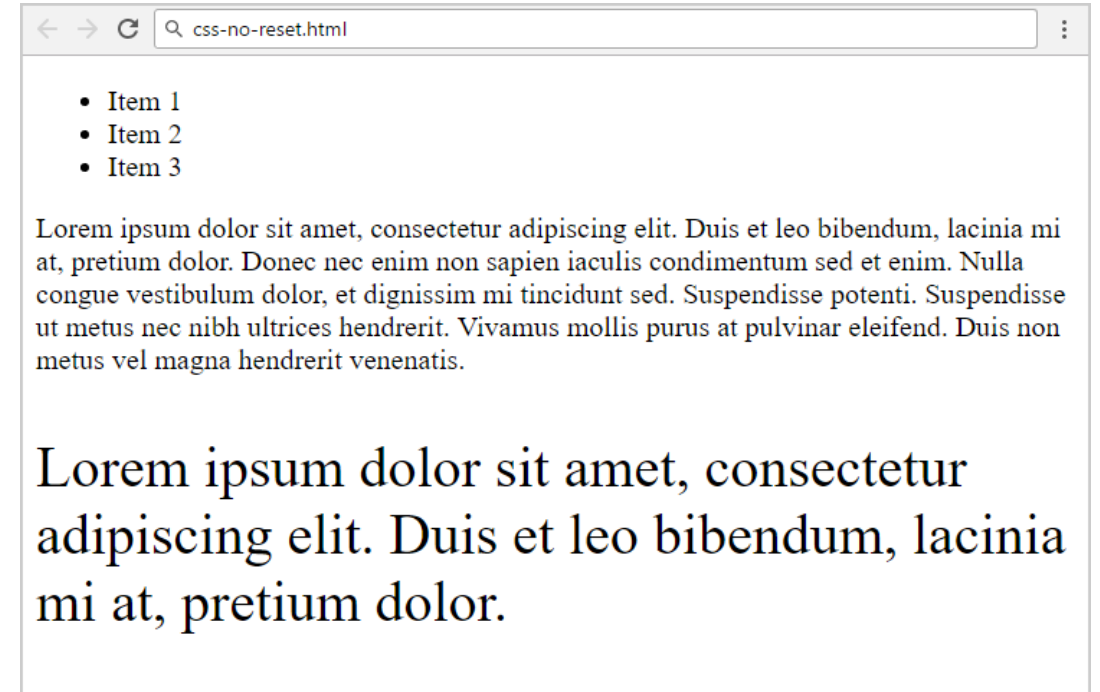 css-no-reset.html
• Item 1
• Item 2
• Item 3
Lorem ipsum dolor sit amet, consectetur adipiscing elit. Duis et leo bibendum, lacinia mi
at, pretium dolor. Donec nec enim non sapien iaculis condimentum sed et enim. Nulla
congue vestibulum dolor, et dignissim mi tincidunt sed. Suspendisse potenti. Suspendisse
ut metus nec nibh ultrices hendrerit. Vivamus mollis purus at pulvinar eleifend. Duis non
metus vel magna hendrerit venenatis.
Lorem ipsum dolor sit amet, consectetur
adipiscing elit. Duis et leo bibendum, lacinia
mi at, pretium dolor.